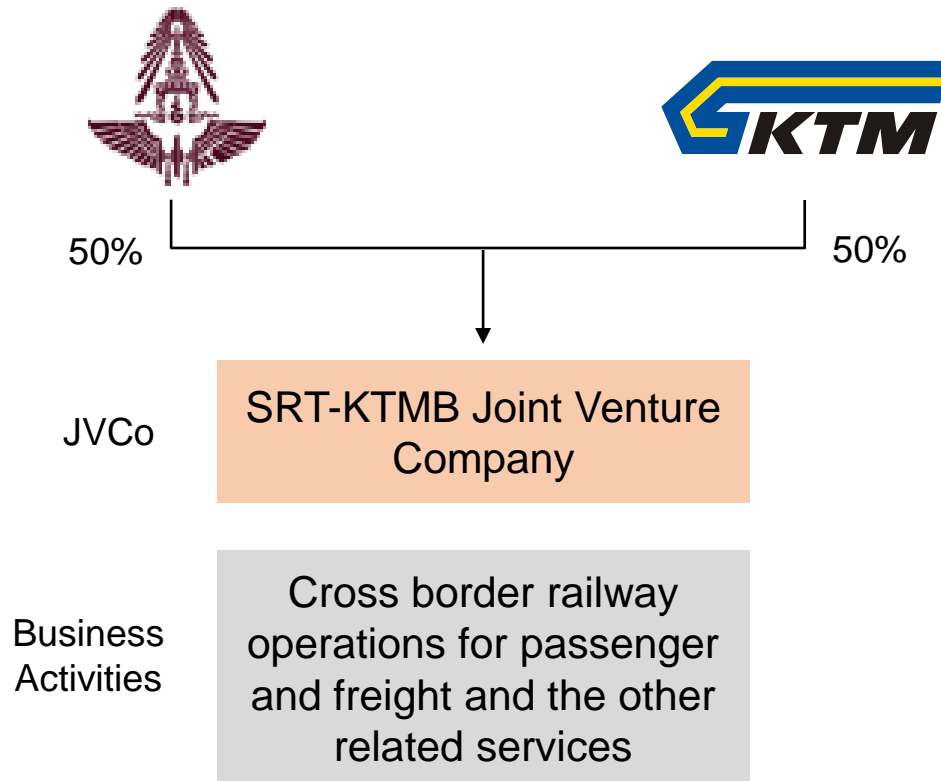 KTM
50%
50%
JVCo
SRT-KTMB Joint Venture
Company
Business
Activities
Cross border railway
operations for passenger
and freight and the other
related services